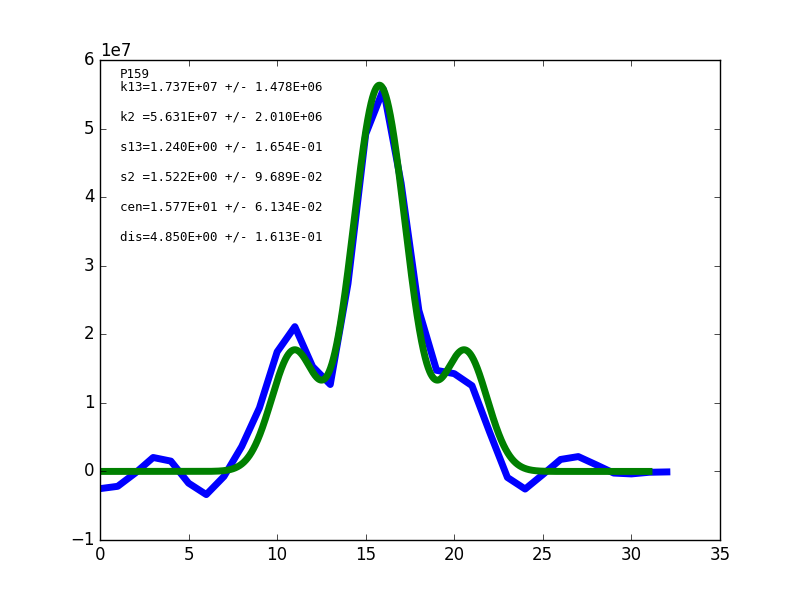 1e7
P159
k13=1.737E+07 +/- 1.478E+06
k2 =5.631E+07 +/- 2.010E+06
s13=1.240E+00 +/- 1.654E-01
s2 =1.522E+00 +/- 9.689E-02
cen=1.577E+01 +/- 6.134E-02
dis=4.850E+00 +/- 1.613E-01
6
5
4
3
2
1
0
−1
0 5 10 15 20 25 30 35